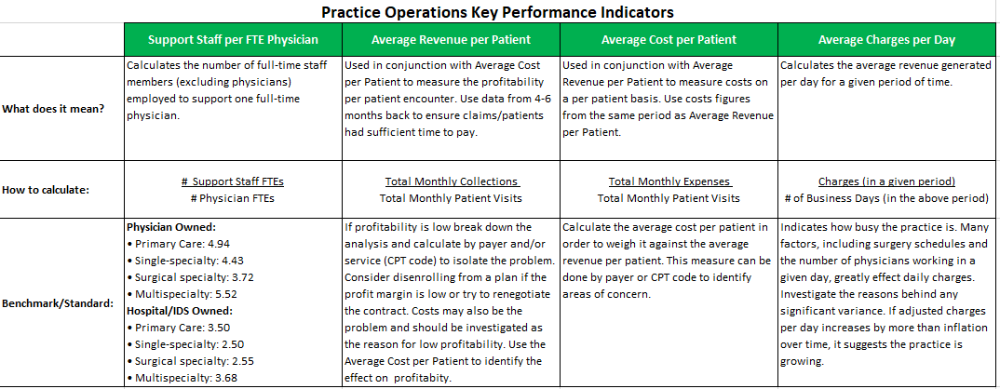 Practice Operations Key Performance Indicators
Support Staff per FTE Physician
Average Revenue per Patient
Average Cost per Patient
Average Charges per Day
What does it mean?
Calculates the number of full-time staff
members (excluding physicians)
employed to support one full-time
physician.
Used in conjunction with Average Cost
per Patient to measure the profitability
per patient encounter. Use data from 4-6
months back to ensure claims/patients
had sufficient time to pay.
Used in conjunction with Average
Revenue per Patient to measure costs on
a per patient basis. Use costs figures
from the same period as Average Revenue
per Patient.
Calculates the average revenue generated
per day for a given period of time.
How to calculate:
# Support Staff FTEs
# Physician FTEs
Total Monthly Collections
Total Monthly Patient Visits
Total Monthly Expenses
Total Monthly Patient Visits
Charges (in a given period)
# of Business Days (in the above period)
Benchmark/Standard:
Physician Owned:
• Primary Care: 4.94
• Single-specialty: 4.43
• Surgical specialty: 3.72
• Multispecialty: 5.52
Hospital/IDS Owned:
• Primary Care: 3.50
• Single-specialty: 2.50
• Surgical specialty: 2.55
• Multispecialty: 3.68
If profitability is low break down the
analysis and calculate by payer and/or
service (CPT code) to isolate the problem.
Consider disenrolling from a plan if the
profit margin is low or try to renegotiate
the contract. Costs may also be the
problem and should be investigated as
the reason for low profitability. Use the
Average Cost per Patient to identify the
effect on profitabity.
Calculate the average cost per patient in
order to weigh it against the average
revenue per patient. This measure can be
done by payer or CPT code to identify
areas of concern.
Indicates how busy the practice is. Many
factors, including surgery schedules and
the number of physicians working in a
given day, greatly effect daily charges.
Investigate the reasons behind any
significant variance. If adjusted charges
per day increases by more than inflation
over time, it suggests the practice is
growing.